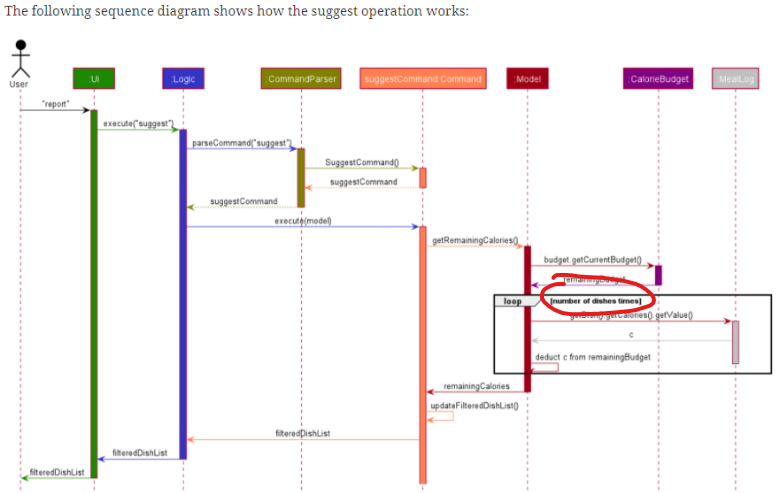 The following sequence diagram shows how the suggest operation works:
User
:Ui
:Logic
:CommandParser
suggestCommand:Command
:Model
:CalorieBudget
:MealLog
"report"
execute("suggest")
parseCommand("suggest")
SuggestCommand()
suggestCommand
suggestCommand
execute(model)
getRemainingCalories()
budget.getCurrentBudget()
remainingBudget
loop
[number of dishes times]
getDish().getCalories().getValue()
c
deduct c from remainingBudget
remainingCalories
updateFilteredDishList()
filteredDishList
filteredDishList
filteredDishList